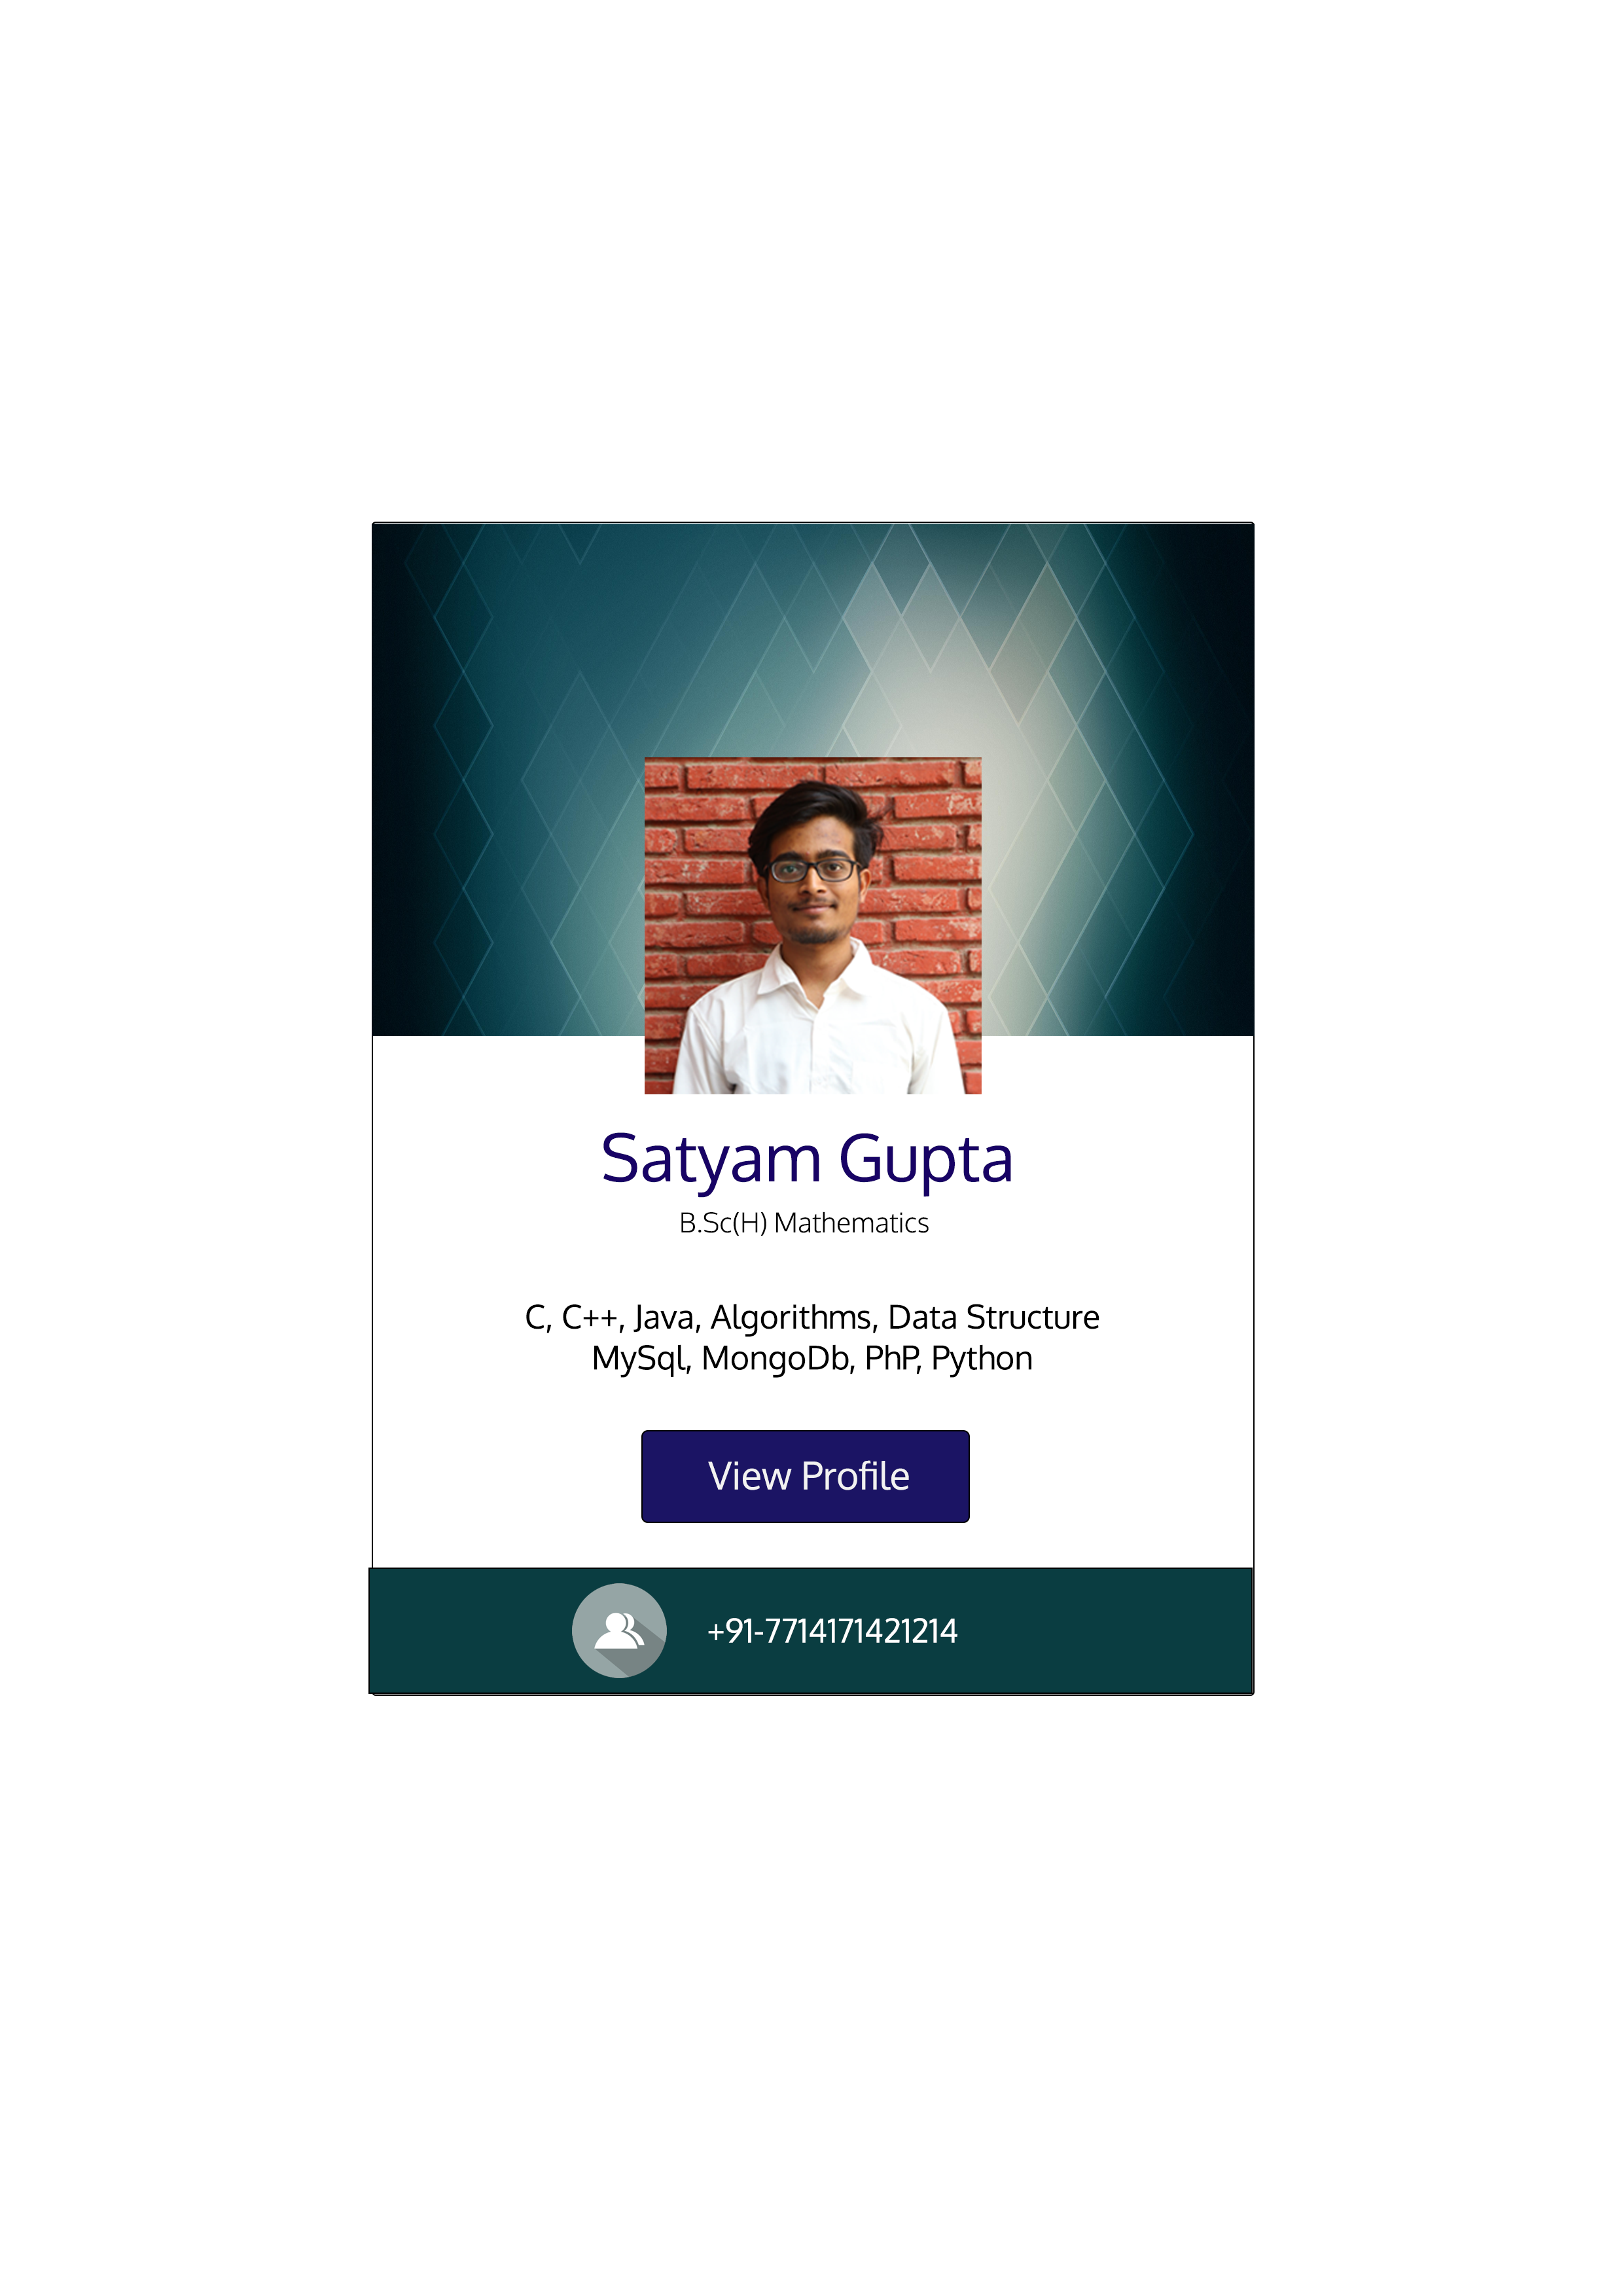 Satyam Gupta
B.Sc(H) Mathematics
C, C++, Java, Algorithms, Data Structure
MySql, MongoDb, PhP, Python
View Profile
+91-7714171421214